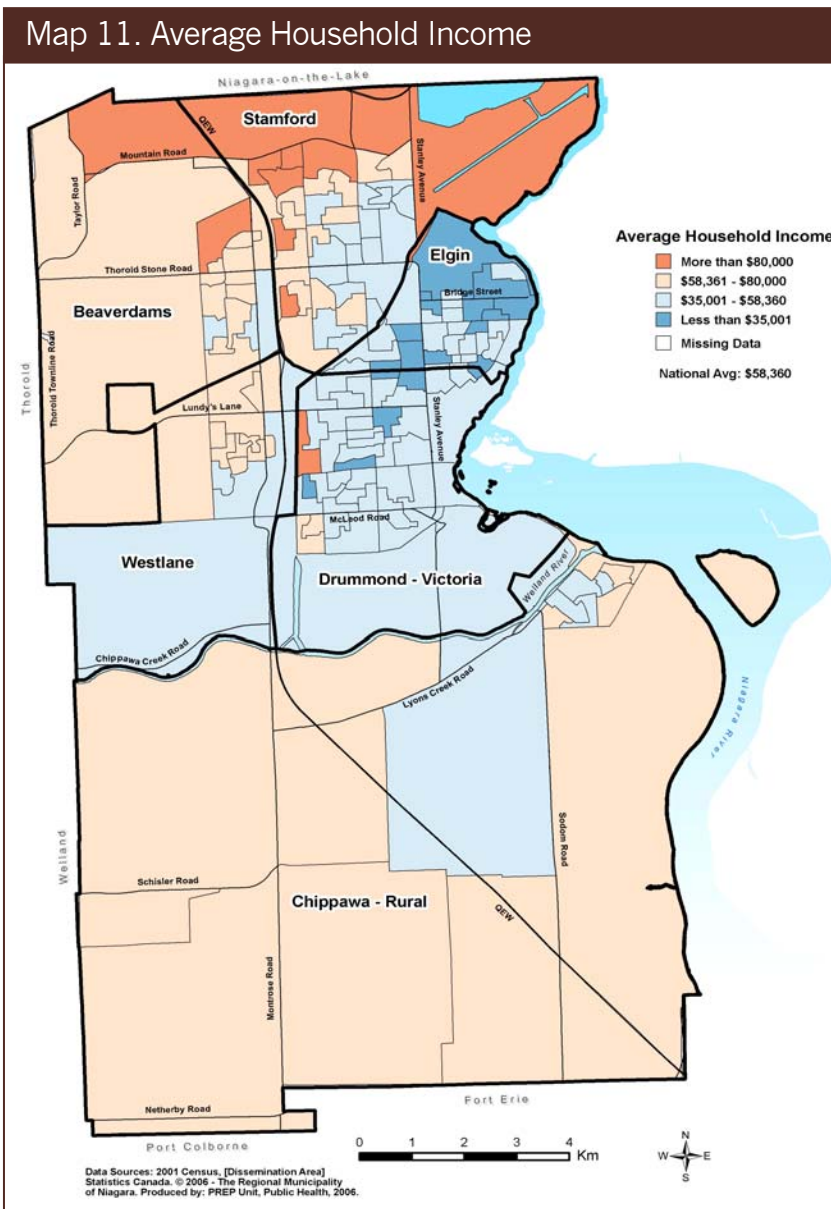 Map 11. Average Household Income
Niagara-on-the-Lake
Stamford
QEW
Mountain Road
Stanley Avenue
Taylor Road
Average Household Income
More than $80,000
$58,361 - $80,000
$35,001 - $58,360
Less than $35,001
Missing Data
National Avg: $58,360
Elgin
Thorold Stone Road
Bridge Street
Beaverdams
Thorold
Thorold Townline Road
Lundy's Lane
Stanley Avenue
McLeod Road
Westlane
Drummond - Victoria
Welland River
Chippawa Creek Road
Lyons Creek Road
Niagara River
Welland
Sodom Road
Schisler Road
Chippawa - Rural
QEW
Montrose Road
Netherby Road
Fort Erie
Port Colborne
0 1 2 3 4
Km
N
W E
S
Data Sources: 2001 Census, [Dissemination Area]
Statistics Canada. © 2006 - The Regional Municipality
of Niagara. Produced by: PREP Unit, Public Health, 2006.